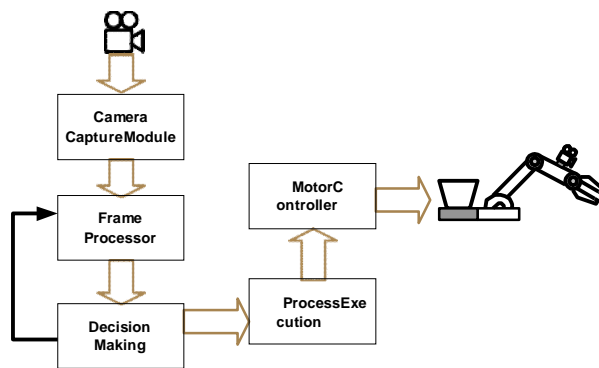 Camera
CaptureModule
MotorC
ontroller
Frame
Processor
ProcessExe
cution
Decision
Making